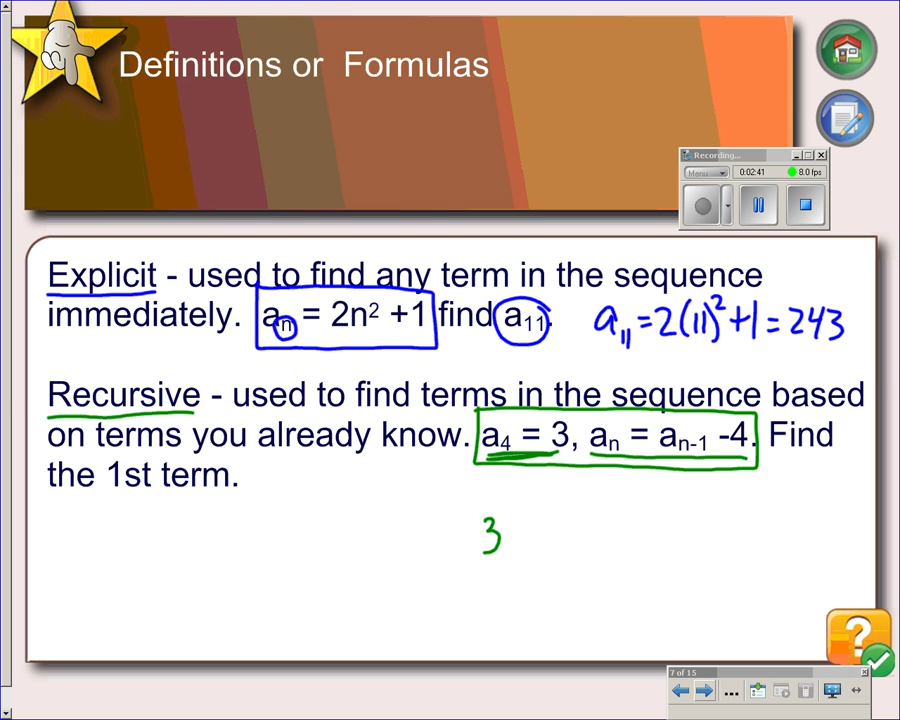 Definitions or Formulas
Recording...
Menu
0:02:41
8.0 fps
Explicit - used to find any term in the sequence
immediately. aₙ = 2n² +1 find a₁₁. a₁₁ = 2(11)² + 1 = 243
Recursive - used to find terms in the sequence based
on terms you already know. a₄ = 3, aₙ = aₙ₋₁ -4. Find
the 1st term.
3
7 of 15